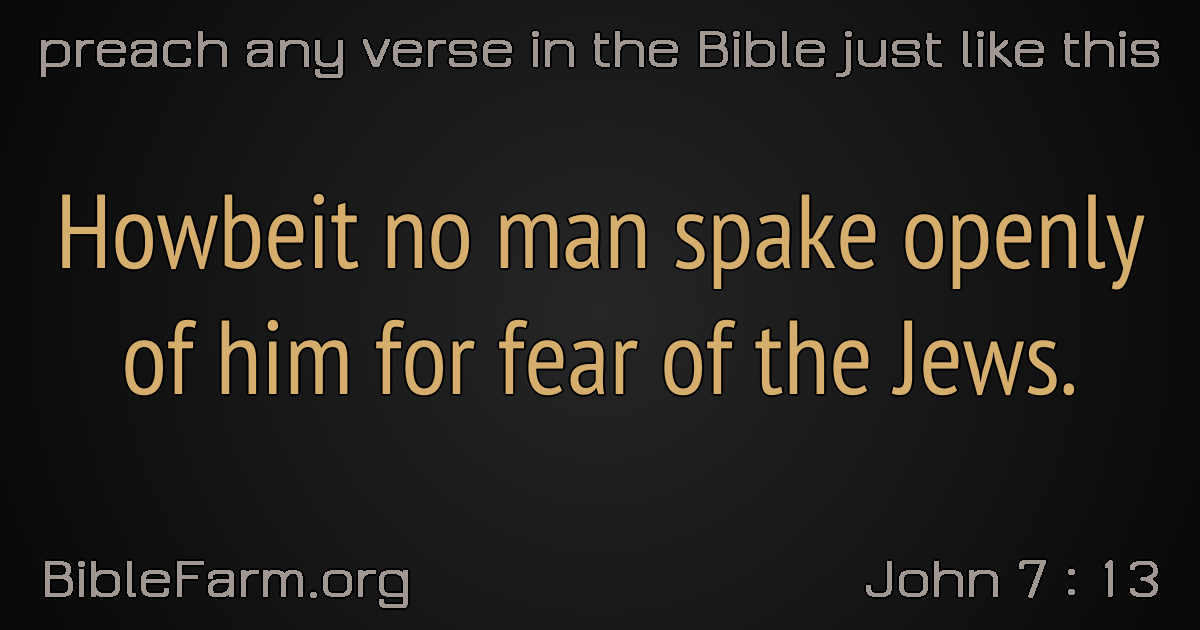 preach any verse in the Bible just like this
Howbeit no man spake openly
of him for fear of the Jews.
BibleFarm.org
John 7 : 13